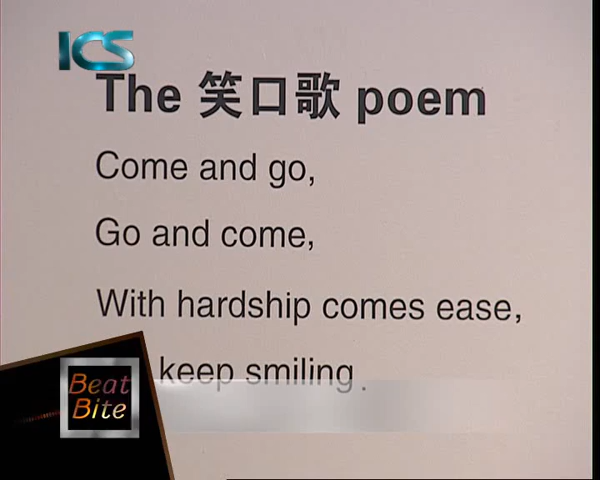 ICS
The 笑口歌 poem
Come and go,
Go and come,
With hardship comes ease,
keep smiling.
Beat
Bite